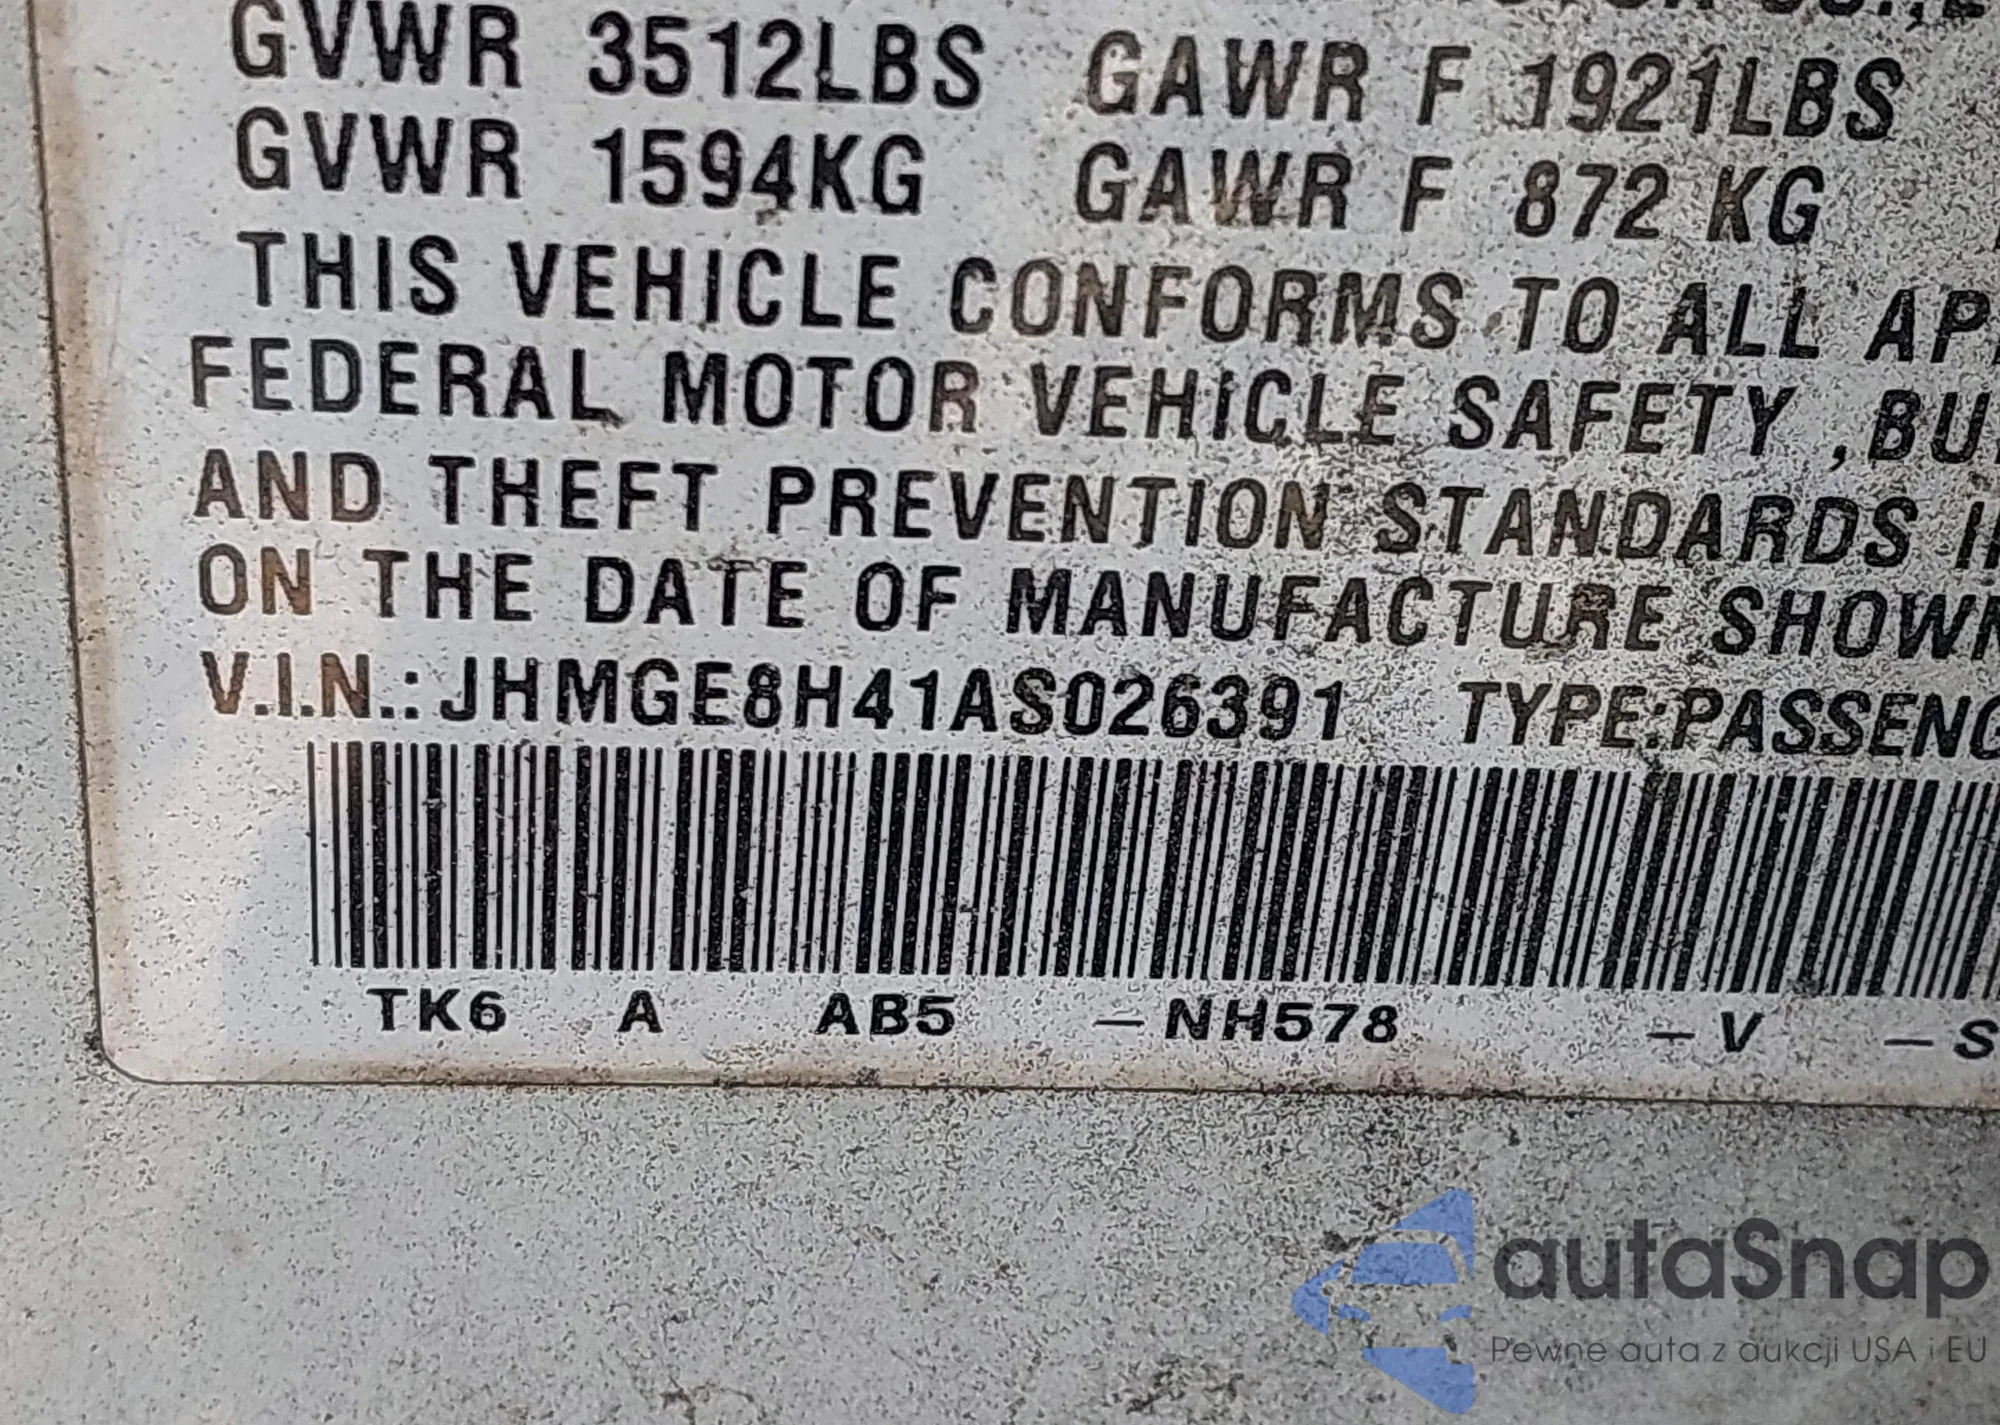 GVWR 3512LBS GAWR F 1921LBS
GVWR 1594KG GAWR F 872 KG
THIS VEHICLE CONFORMS TO ALL AP
FEDERAL MOTOR VEHICLE SAFETY ,BU
AND THEFT PREVENTION STANDARDS I
ON THE DATE OF MANUFACTURE SHOWN
V.I.N.: JHMGE8H41AS026391 TYPE:PASSENG
TK6 A AB5 –NH578 –V –S
autaSnap
Pewne auta z aukcji USA i EU